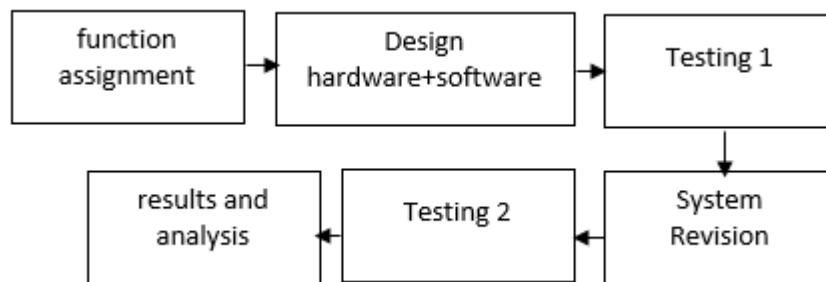 function
assignment
Design
hardware+software
Testing 1
System
Revision
Testing 2
results and
analysis